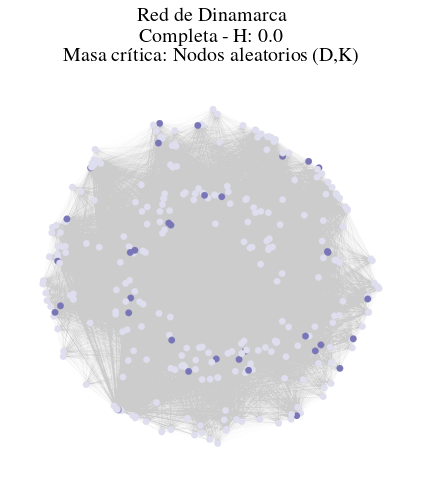 Red de Dinamarca
Completa - H: 0.0
Masa crítica: Nodos aleatorios (D,K)